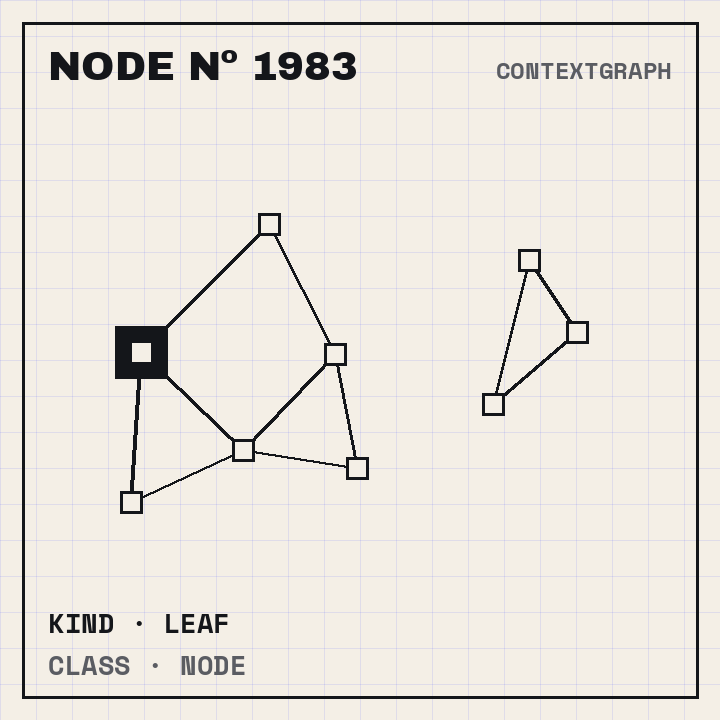 NODE Nº 1983
CONTEXTGRAPH
KIND · LEAF
CLASS · NODE